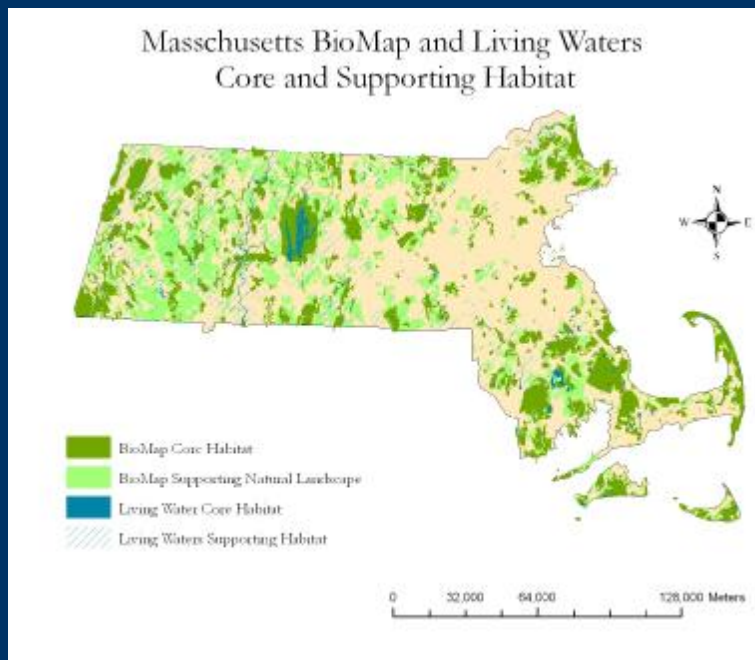 Masschusetts BioMap and Living Waters
Core and Supporting Habitat
N
W E
S
BioMap Core Habitat
BioMap Supporting Natural Landscape
Living Water Core Habitat
Living Waters Supporting Habitat
0 32,000 64,000 128,000 Meters